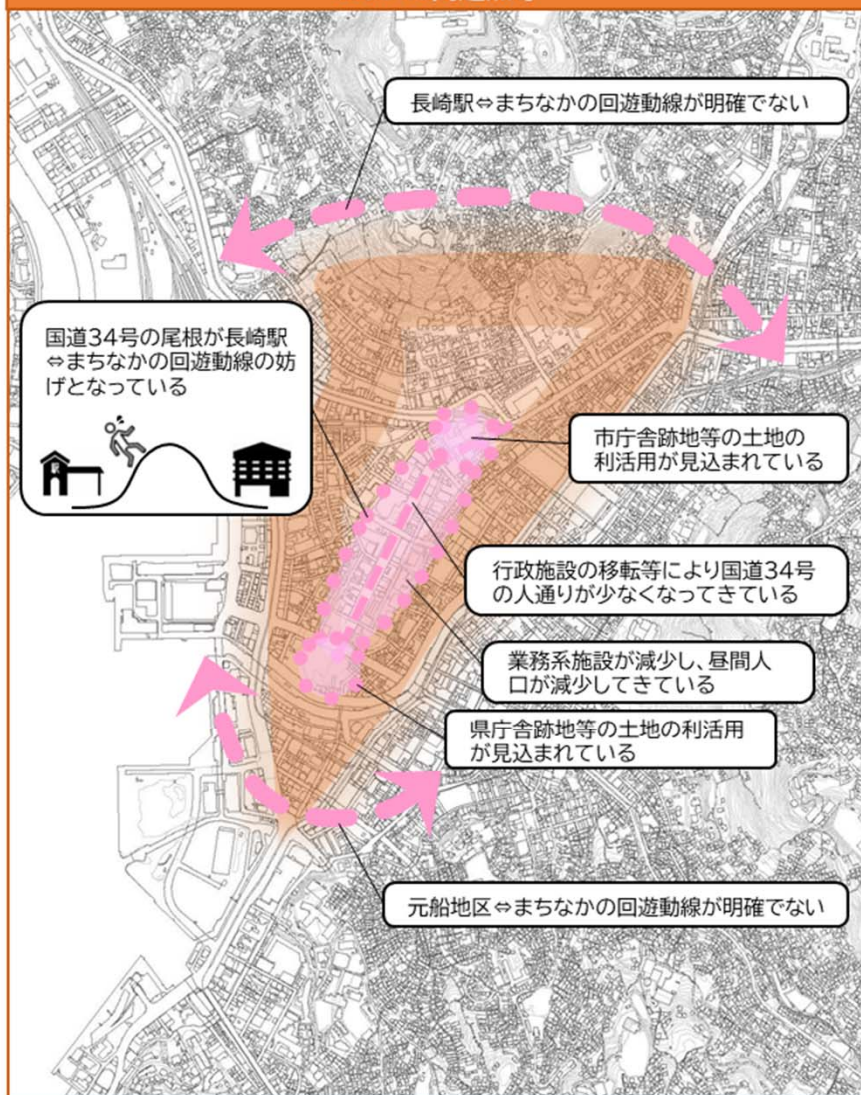 長崎駅⇔まちなかの回遊動線が明確でない
国道34号の尾根が長崎駅
⇔まちなかの回遊動線の妨
げとなっている
駅
市庁舎跡地等の土地の
利活用が見込まれている
行政施設の移転等により国道34号
の人通りが少なくなってきている
業務系施設が減少し、昼間人
口が減少してきている
県庁舎跡地等の土地の利活用
が見込まれている
元船地区⇔まちなかの回遊動線が明確でない